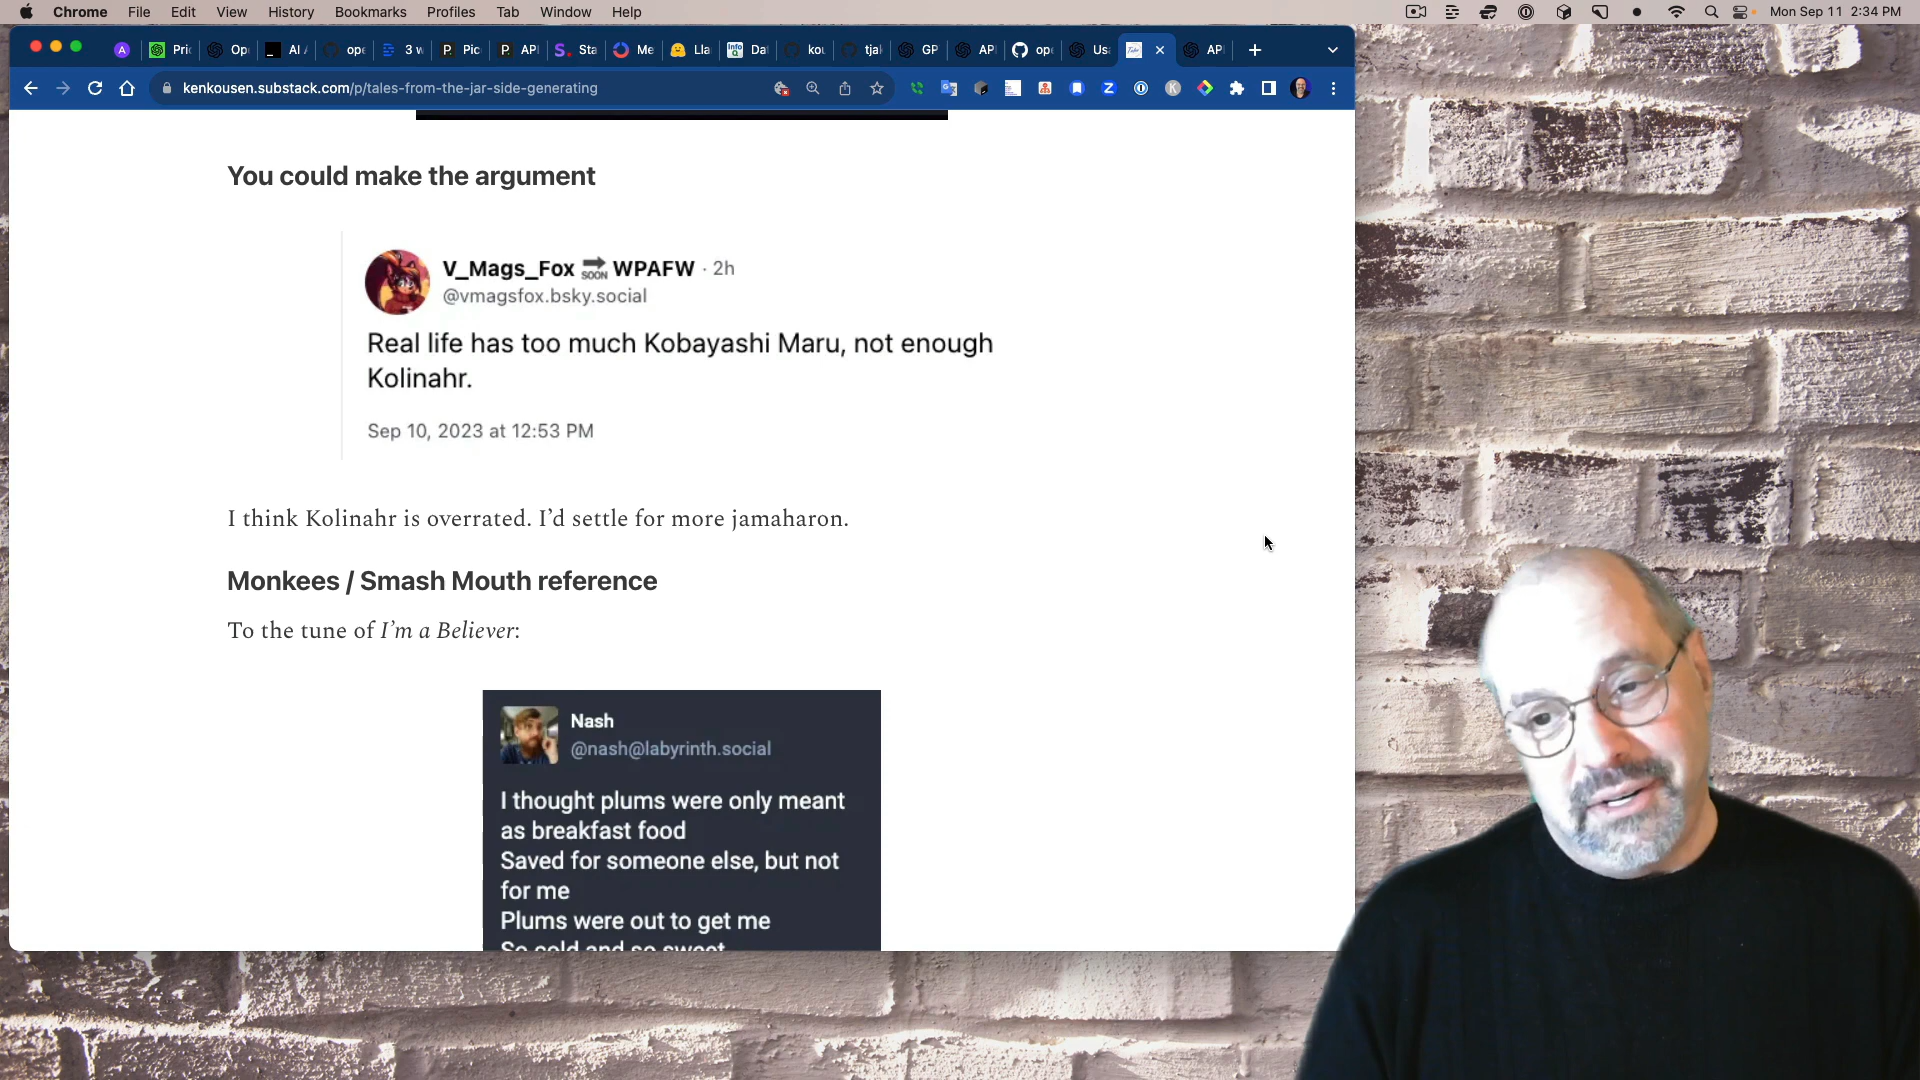 Chrome File Edit View History Bookmarks Profiles Tab Window Help
Mon Sep 11 2:34 PM
kenkousen.substack.com/p/tales-from-the-jar-side-generating
You could make the argument
V_Mags_Fox 🔜 WPAFW · 2h
@vmagsfox.bsky.social
Real life has too much Kobayashi Maru, not enough
Kolinahr.
Sep 10, 2023 at 12:53 PM
I think Kolinahr is overrated. I’d settle for more jamaharon.
Monkees / Smash Mouth reference
To the tune of I’m a Believer:
Nash
@nash@labyrinth.social
I thought plums were only meant
as breakfast food
Saved for someone else, but not
for me
Plums were out to get me
So cold and so sweet